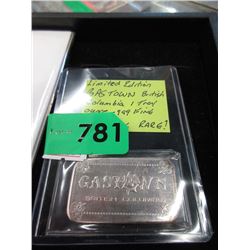 Limited Edition
GASTOWN British
Columbia 1 Troy
ounce .999 Fine
RARE!
781
GASTOWN
BRITISH COLUMBIA